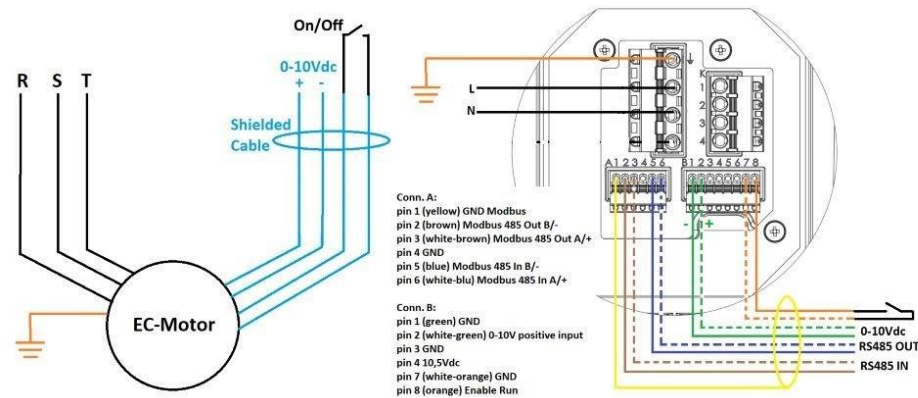 On/Off
R S T
0-10Vdc
+ -
Shielded
Cable
EC-Motor
L
N
K
1
2
3
4
A1 2 3 4 5 6
B1 2 3 4 5 6 7 8
- +
Conn. A:
pin 1 (yellow) GND Modbus
pin 2 (brown) Modbus 485 Out B/-
pin 3 (white-brown) Modbus 485 Out A/+
pin 4 GND
pin 5 (blue) Modbus 485 In B/-
pin 6 (white-blu) Modbus 485 In A/+
Conn. B:
pin 1 (green) GND
pin 2 (white-green) 0-10V positive input
pin 3 GND
pin 4 10,5Vdc
pin 7 (white-orange) GND
pin 8 (orange) Enable Run
0-10Vdc
RS485 OUT
RS485 IN